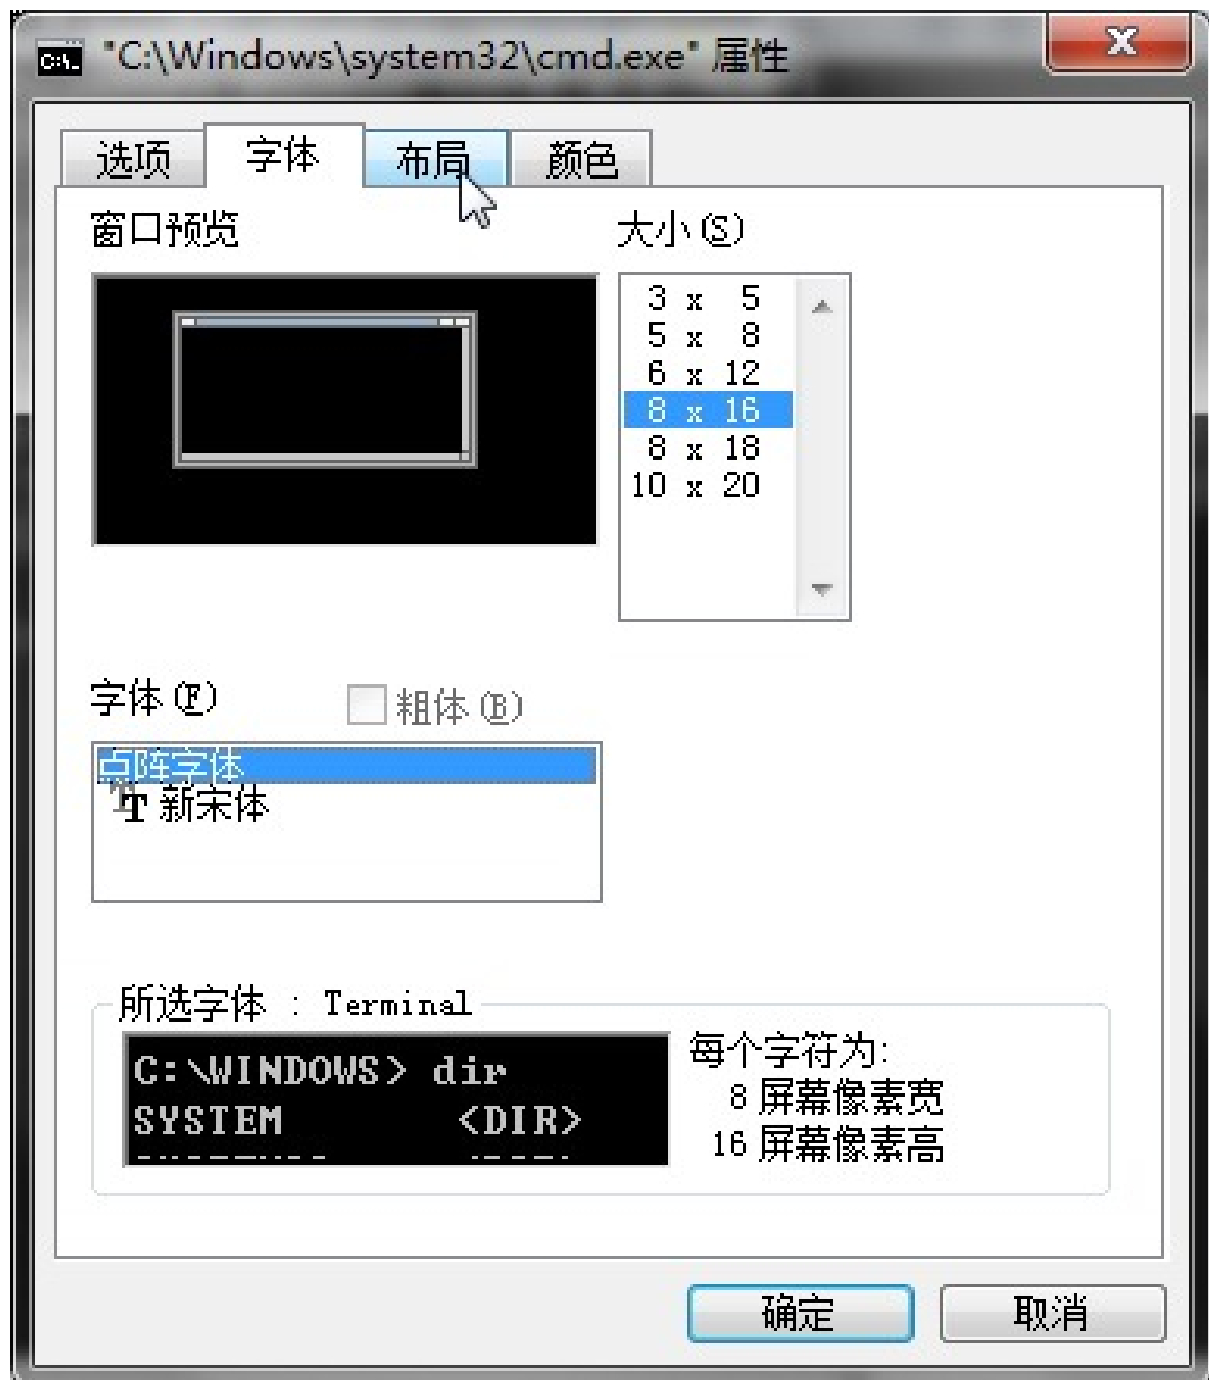 C:\_ "C:\Windows\system32\cmd.exe" 属性
选项 字体 布局 颜色
窗口预览
大小(S)
3 x 5
5 x 8
6 x 12
8 x 16
8 x 18
10 x 20
字体(F) 粗体(B)
点阵字体
T 新宋体
所选字体 : Terminal
C:\WINDOWS> dir
SYSTEM <DIR>
每个字符为:
8 屏幕像素宽
16 屏幕像素高
确定 取消